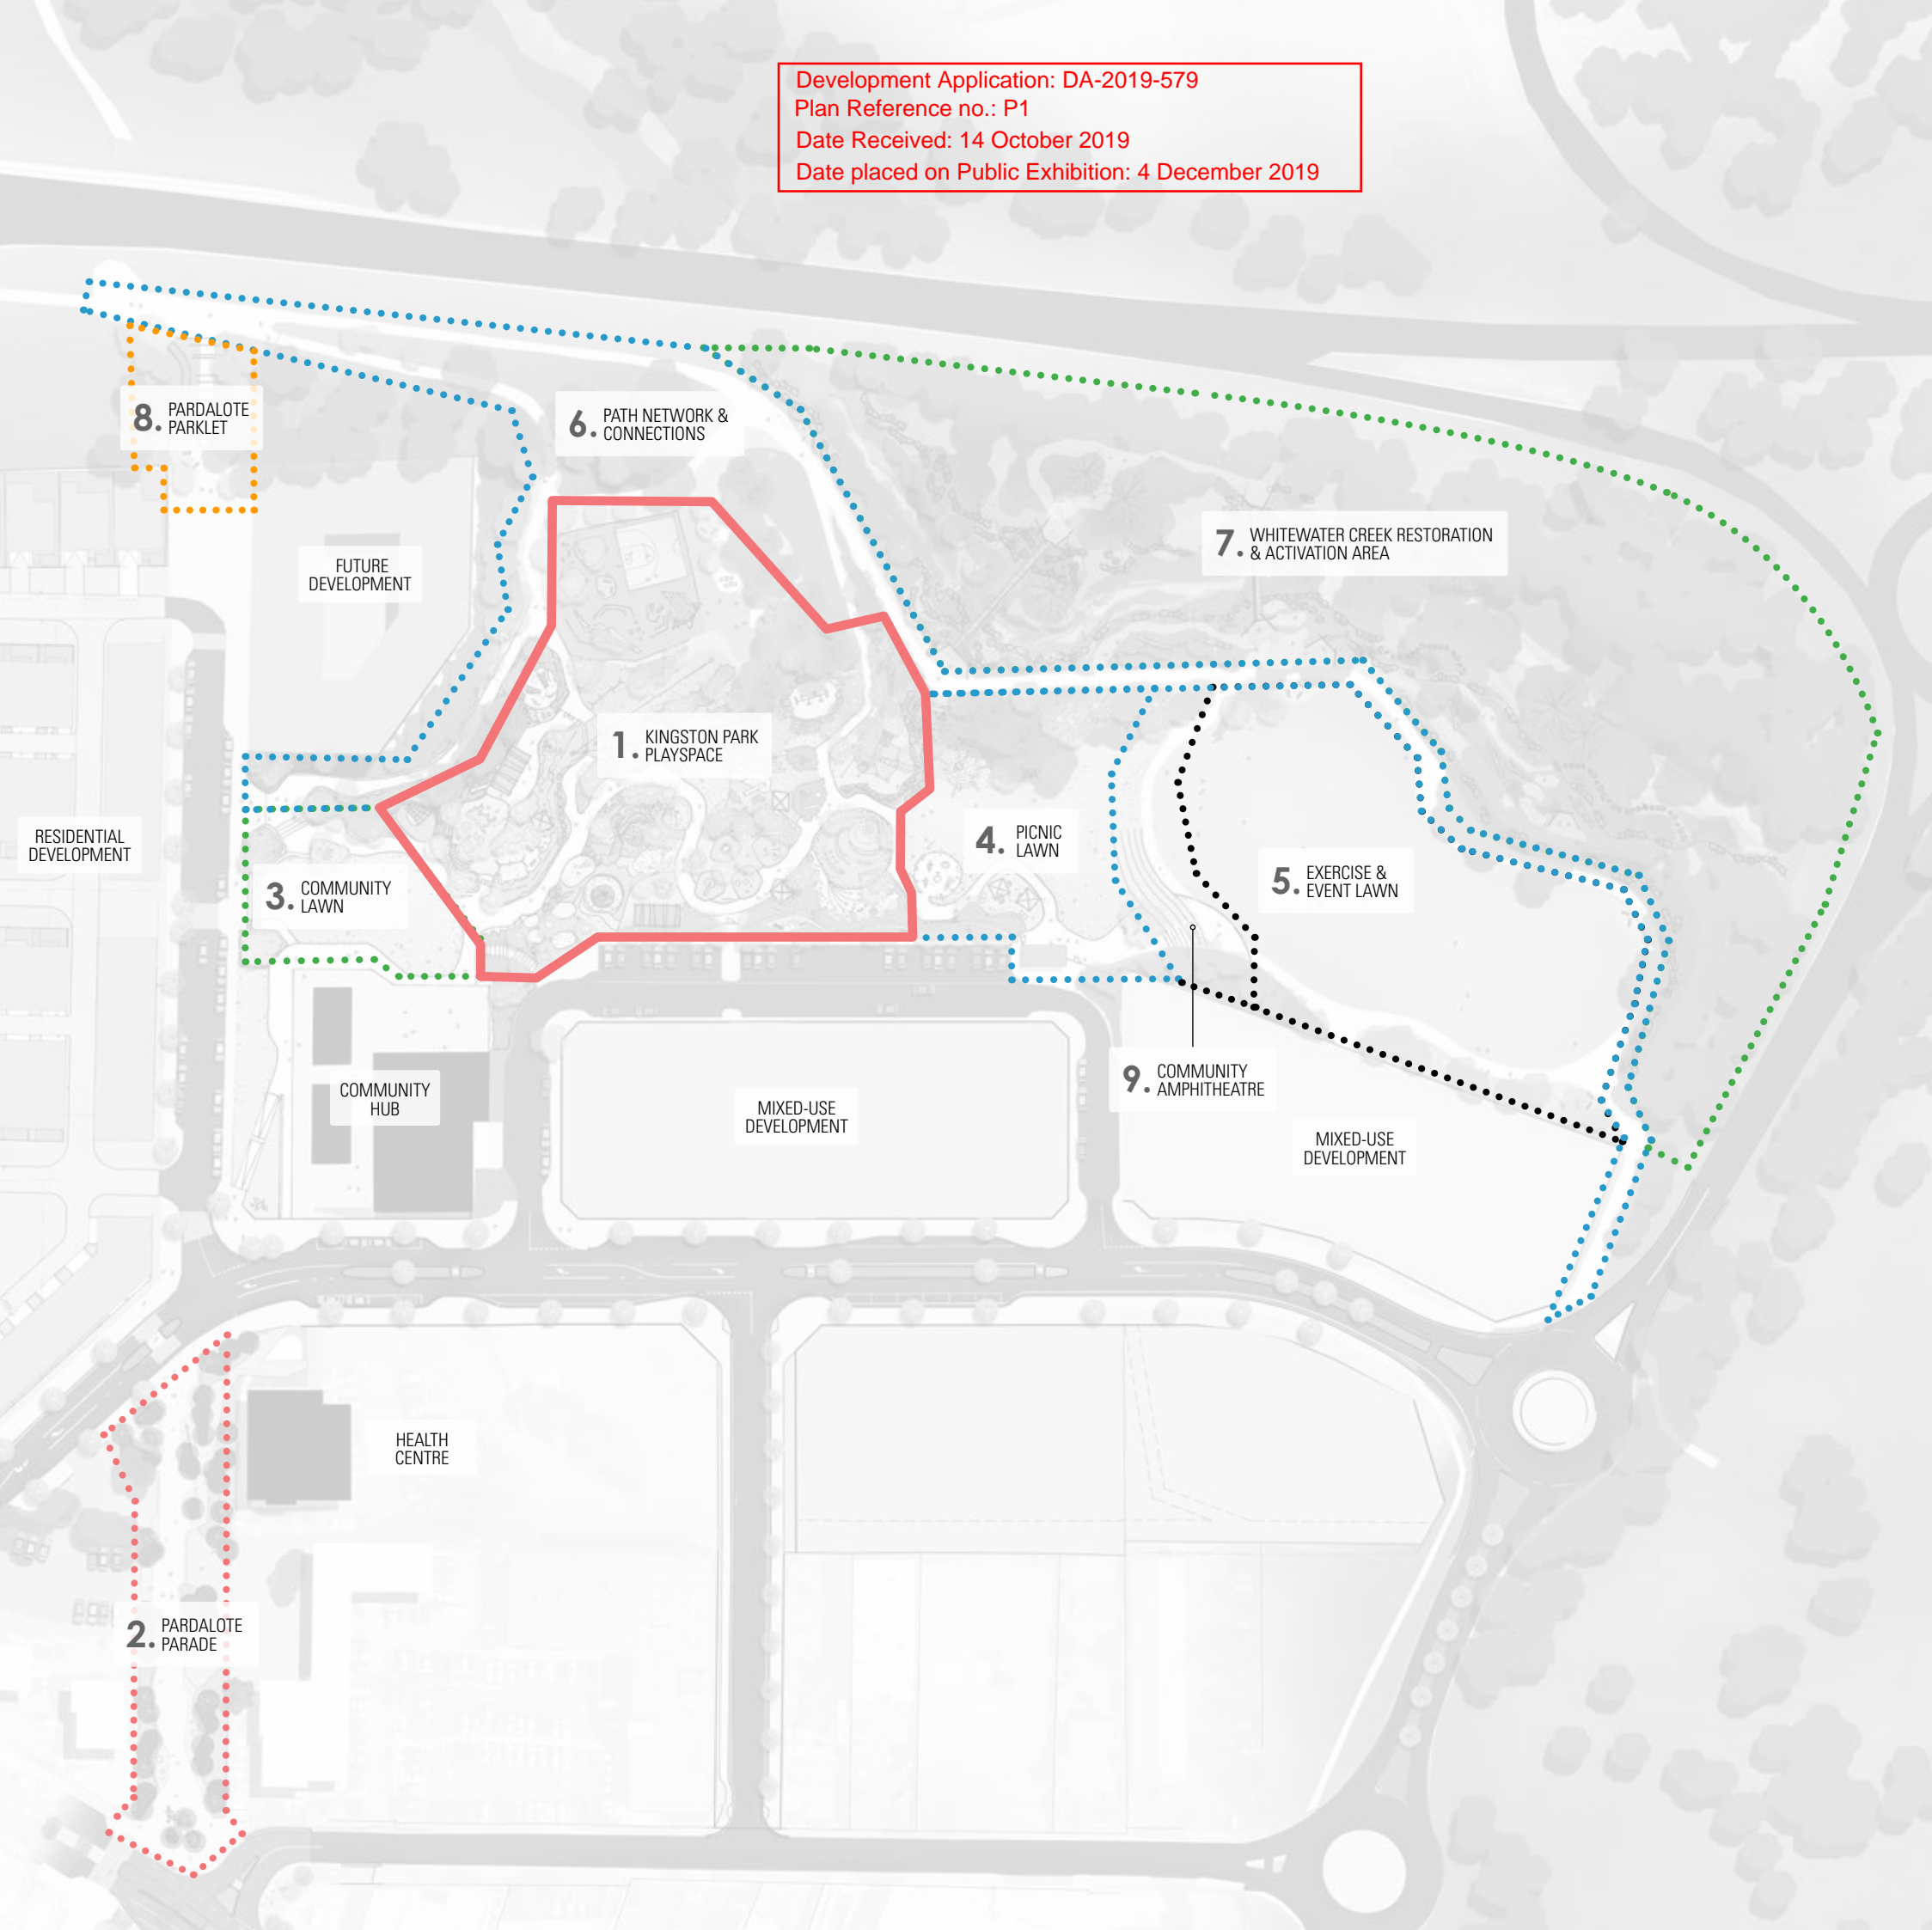 Development Application: DA-2019-579
Plan Reference no.: P1
Date Received: 14 October 2019
Date placed on Public Exhibition: 4 December 2019
8. PARDALOTE
PARKLET
6. PATH NETWORK &
CONNECTIONS
7. WHITEWATER CREEK RESTORATION
& ACTIVATION AREA
FUTURE
DEVELOPMENT
1. KINGSTON PARK
PLAYSPACE
RESIDENTIAL
DEVELOPMENT
3. COMMUNITY
LAWN
4. PICNIC
LAWN
5. EXERCISE &
EVENT LAWN
COMMUNITY
HUB
MIXED-USE
DEVELOPMENT
9. COMMUNITY
AMPHITHEATRE
MIXED-USE
DEVELOPMENT
HEALTH
CENTRE
2. PARDALOTE
PARADE